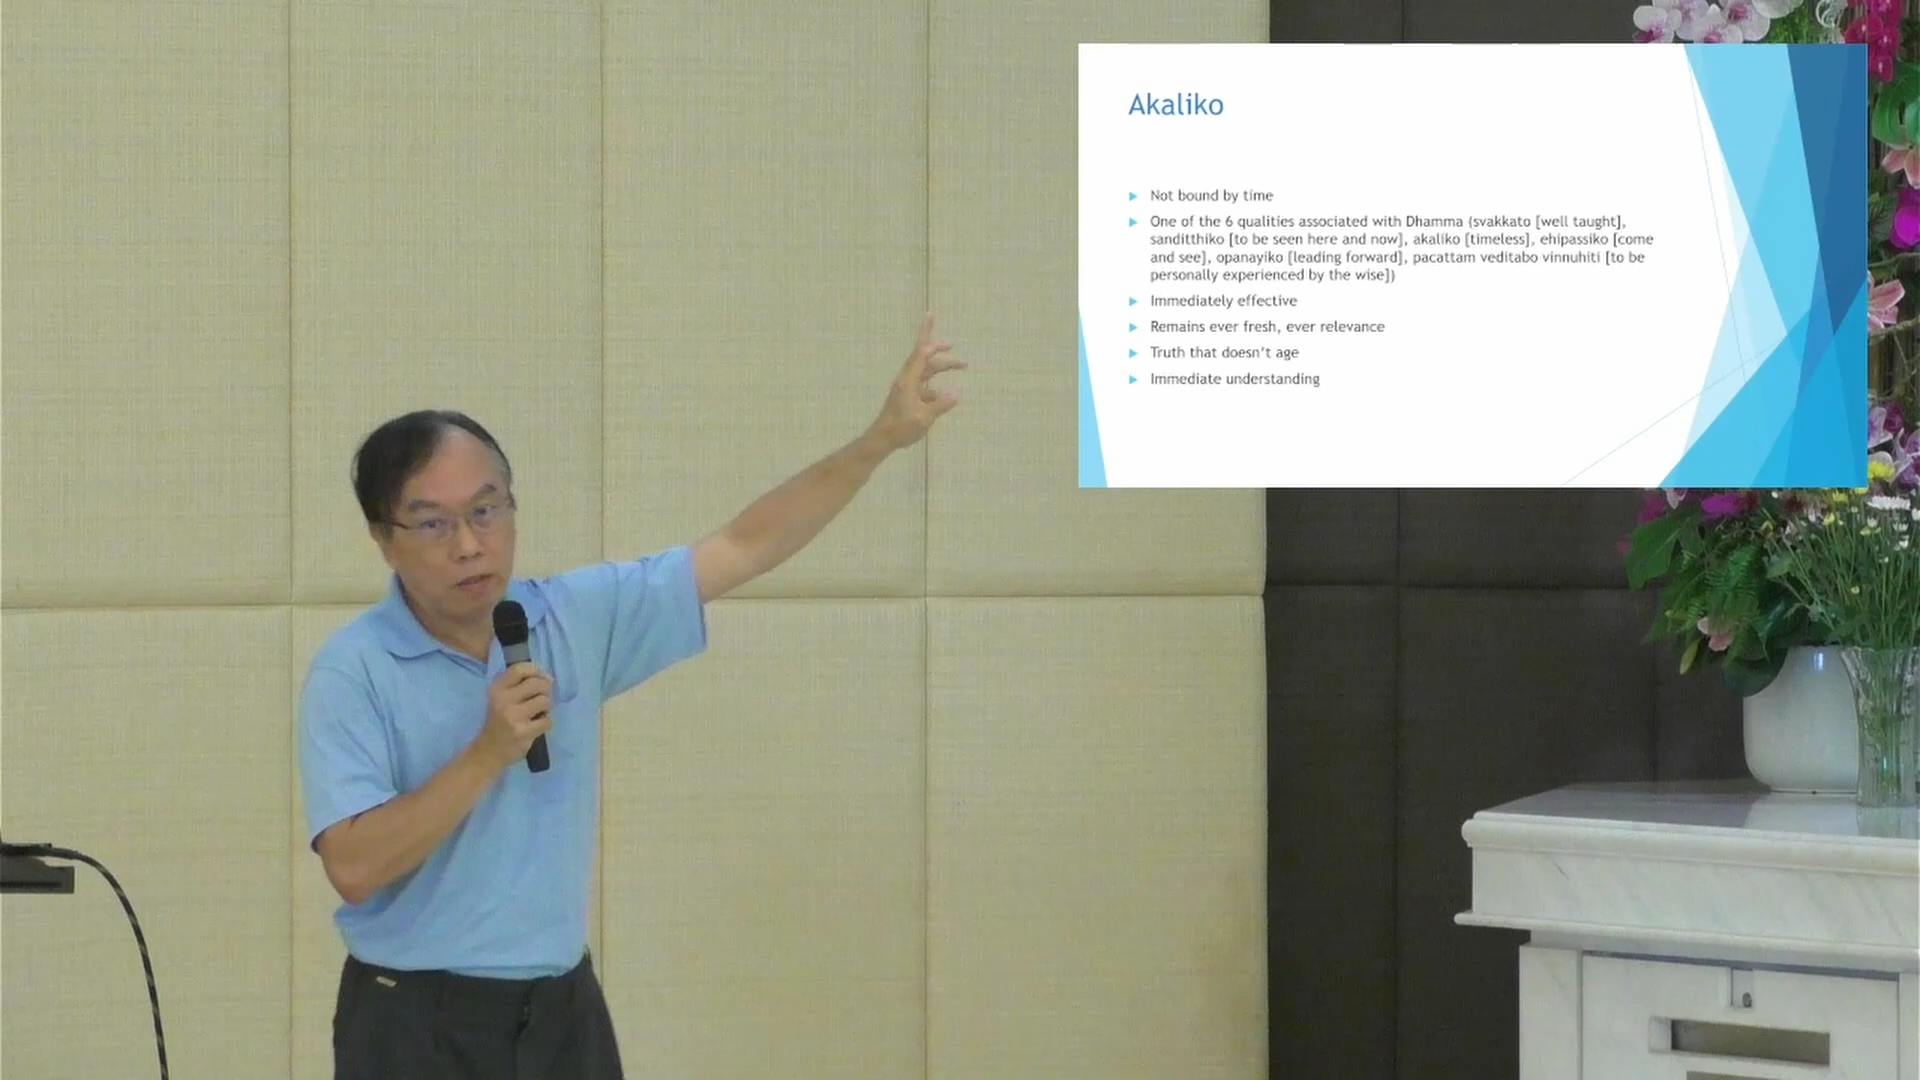 Akaliko
Not bound by time
One of the 6 qualities associated with Dhamma (svakkato [well taught],
sanditthiko [to be seen here and now], akaliko [timeless], ehipassiko [come
and see], opanayiko [leading forward], pacattam veditabo vinnuhiti [to be
personally experienced by the wise])
Immediately effective
Remains ever fresh, ever relevance
Truth that doesn't age
Immediate understanding